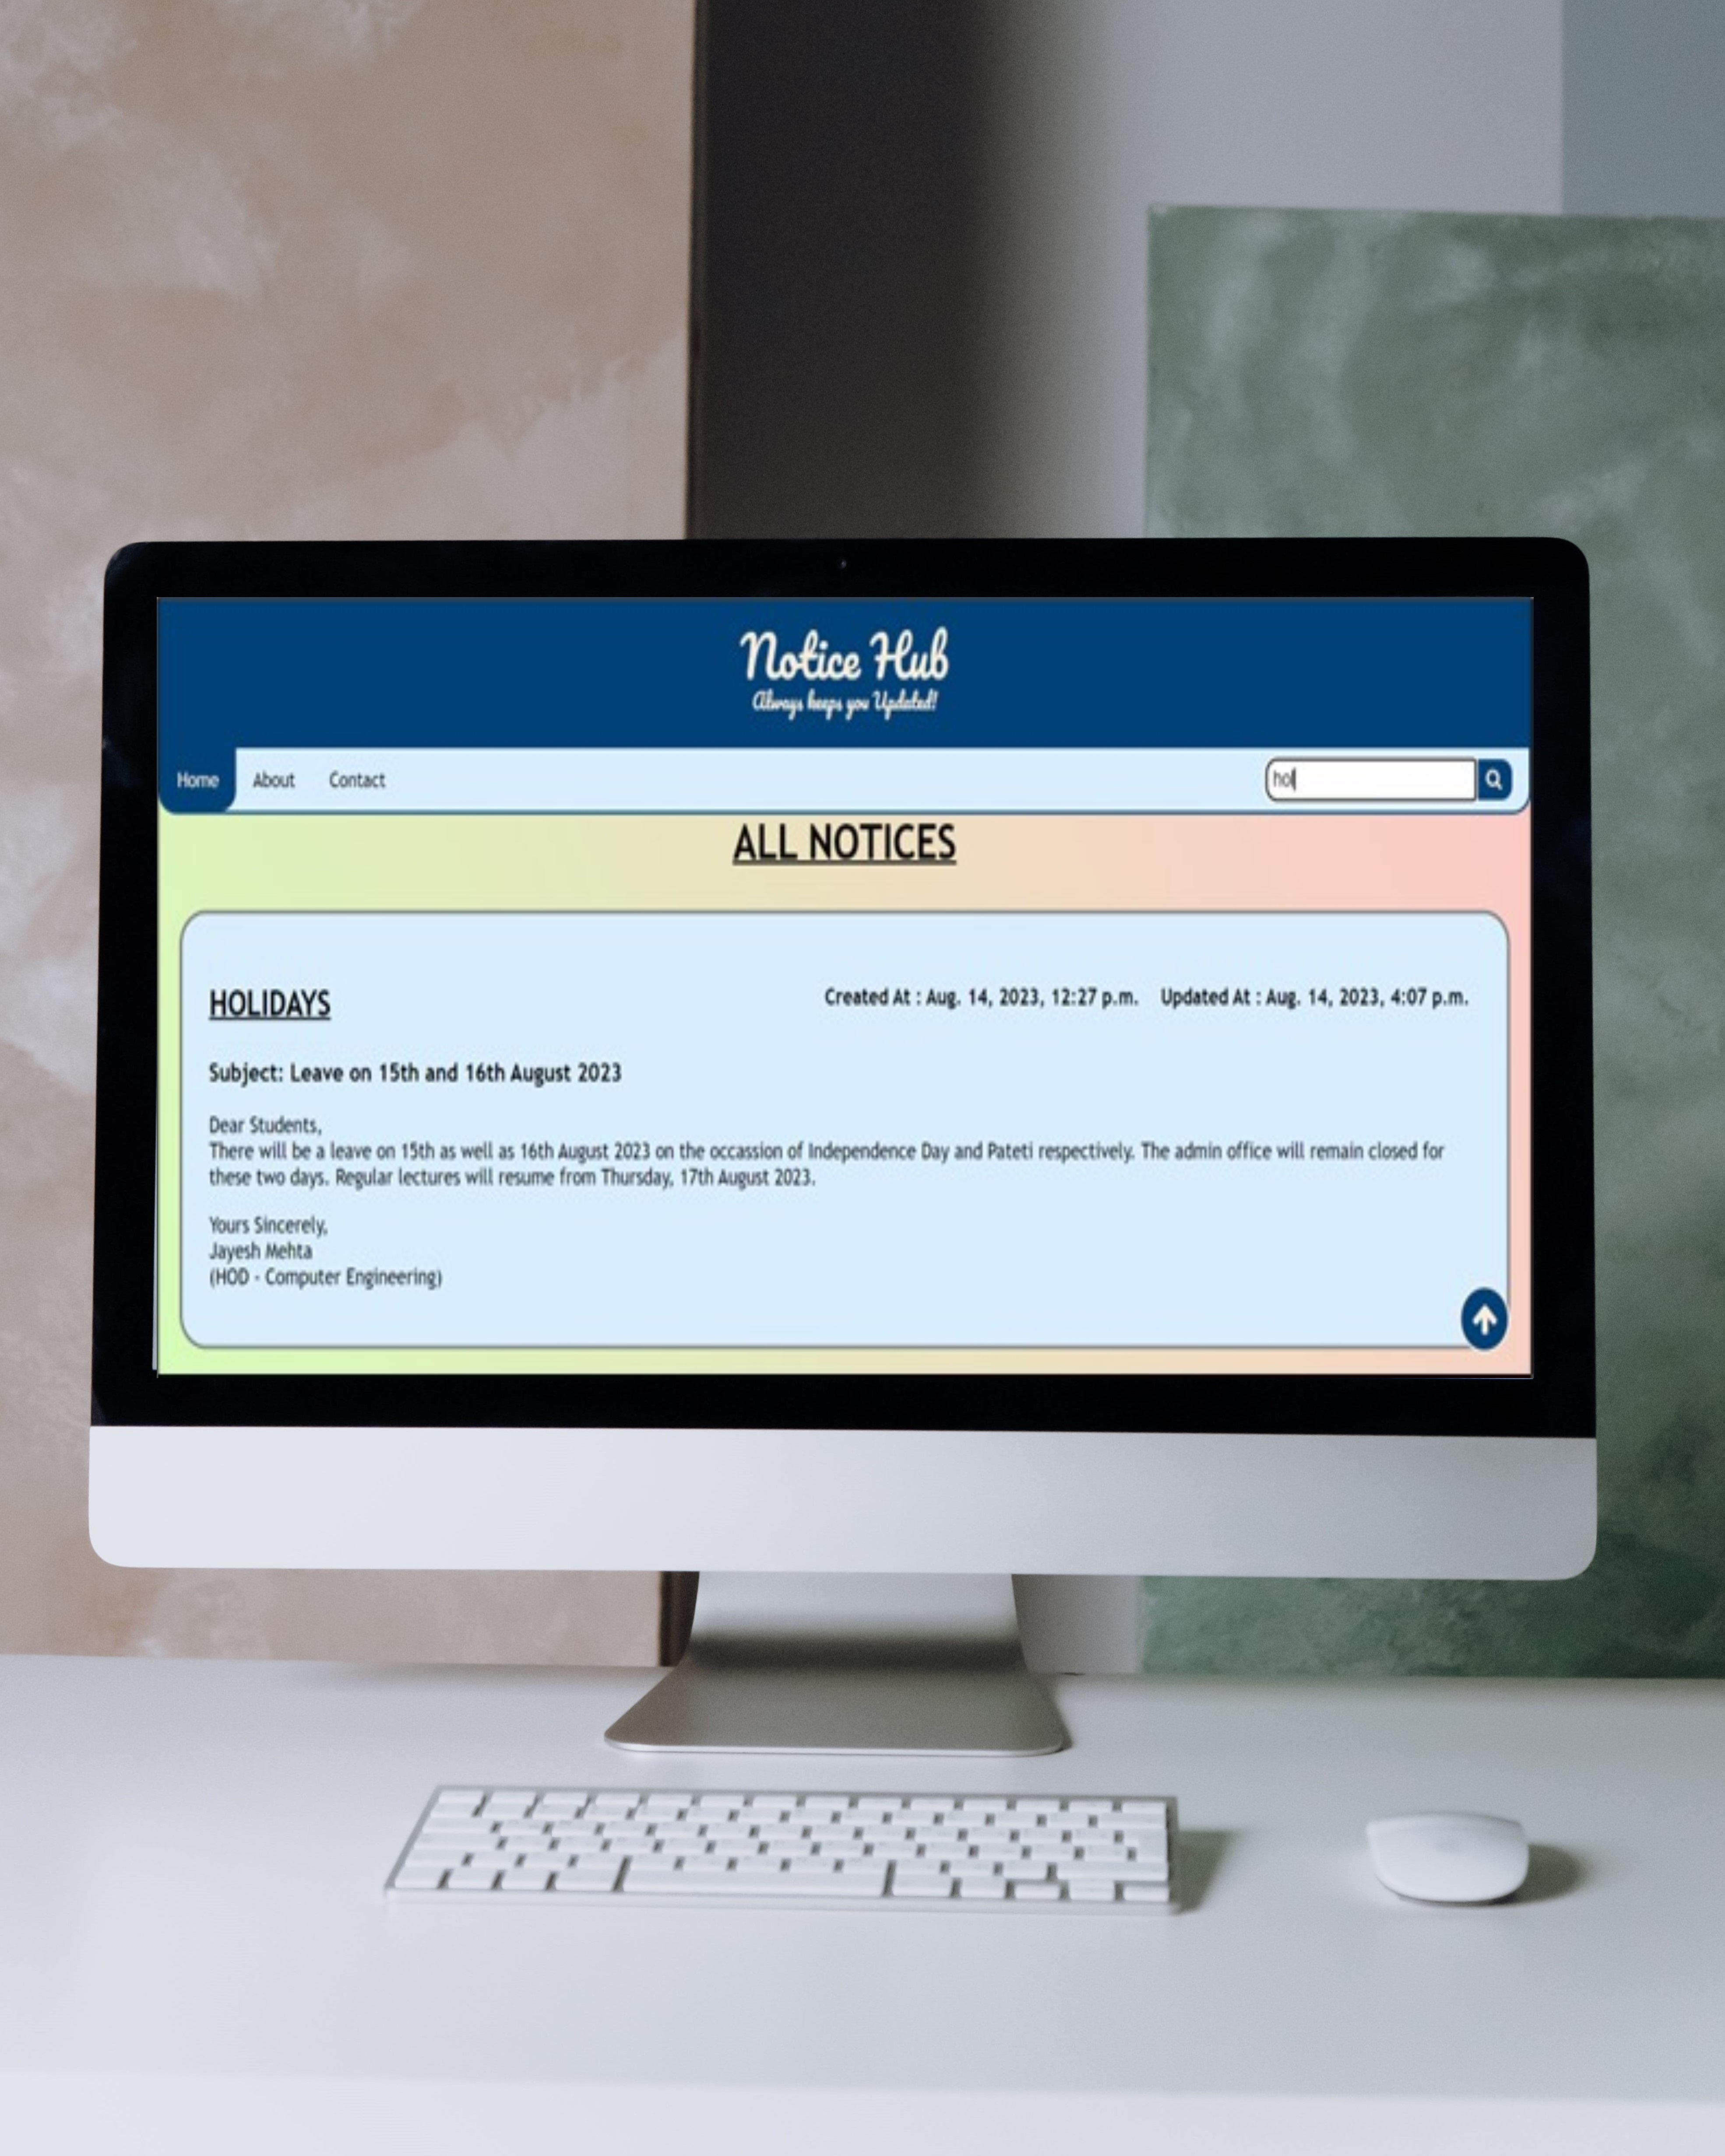 Notice Hub
Always keeps you Updated!
Home About Contact hol
ALL NOTICES
HOLIDAYS Created At : Aug. 14, 2023, 12:27 p.m. Updated At : Aug. 14, 2023, 4:07 p.m.
Subject: Leave on 15th and 16th August 2023
Dear Students,
There will be a leave on 15th as well as 16th August 2023 on the occassion of Independence Day and Pateti respectively. The admin office will remain closed for
these two days. Regular lectures will resume from Thursday, 17th August 2023.
Yours Sincerely,
Jayesh Mehta
(HOD - Computer Engineering)